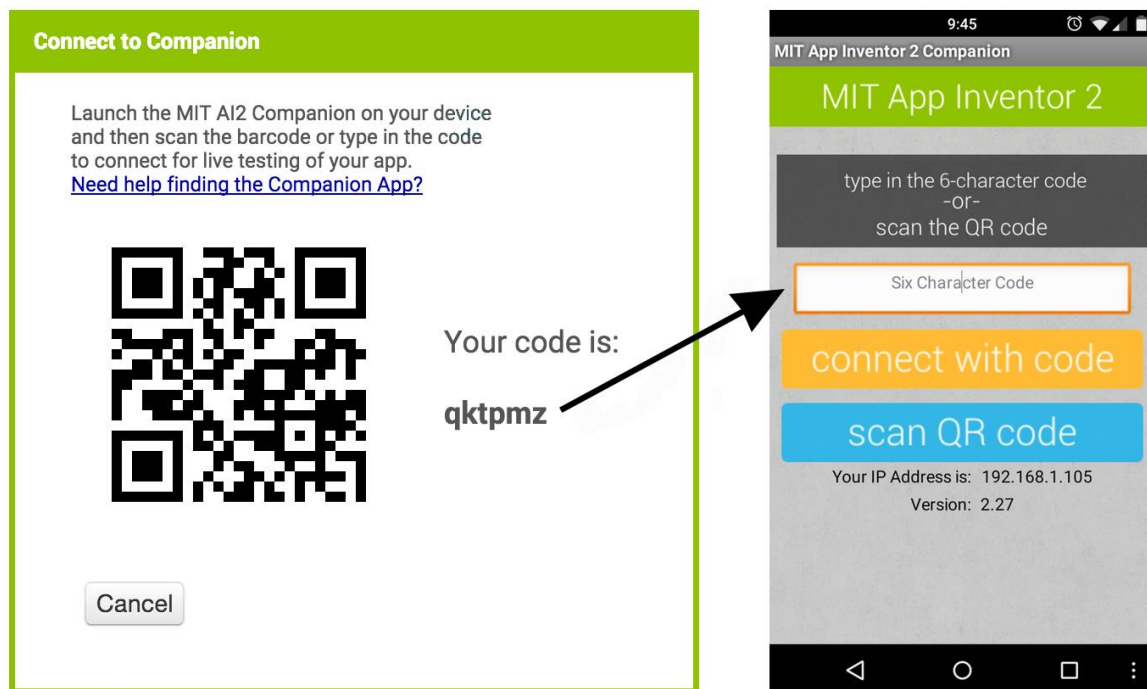 Connect to Companion
Launch the MIT AI2 Companion on your device
and then scan the barcode or type in the code
to connect for live testing of your app.
Need help finding the Companion App?
Your code is:
qktpmz
Cancel
9:45
MIT App Inventor 2 Companion
MIT App Inventor 2
type in the 6-character code
-or-
scan the QR code
Six Character Code
connect with code
scan QR code
Your IP Address is: 192.168.1.105
Version: 2.27